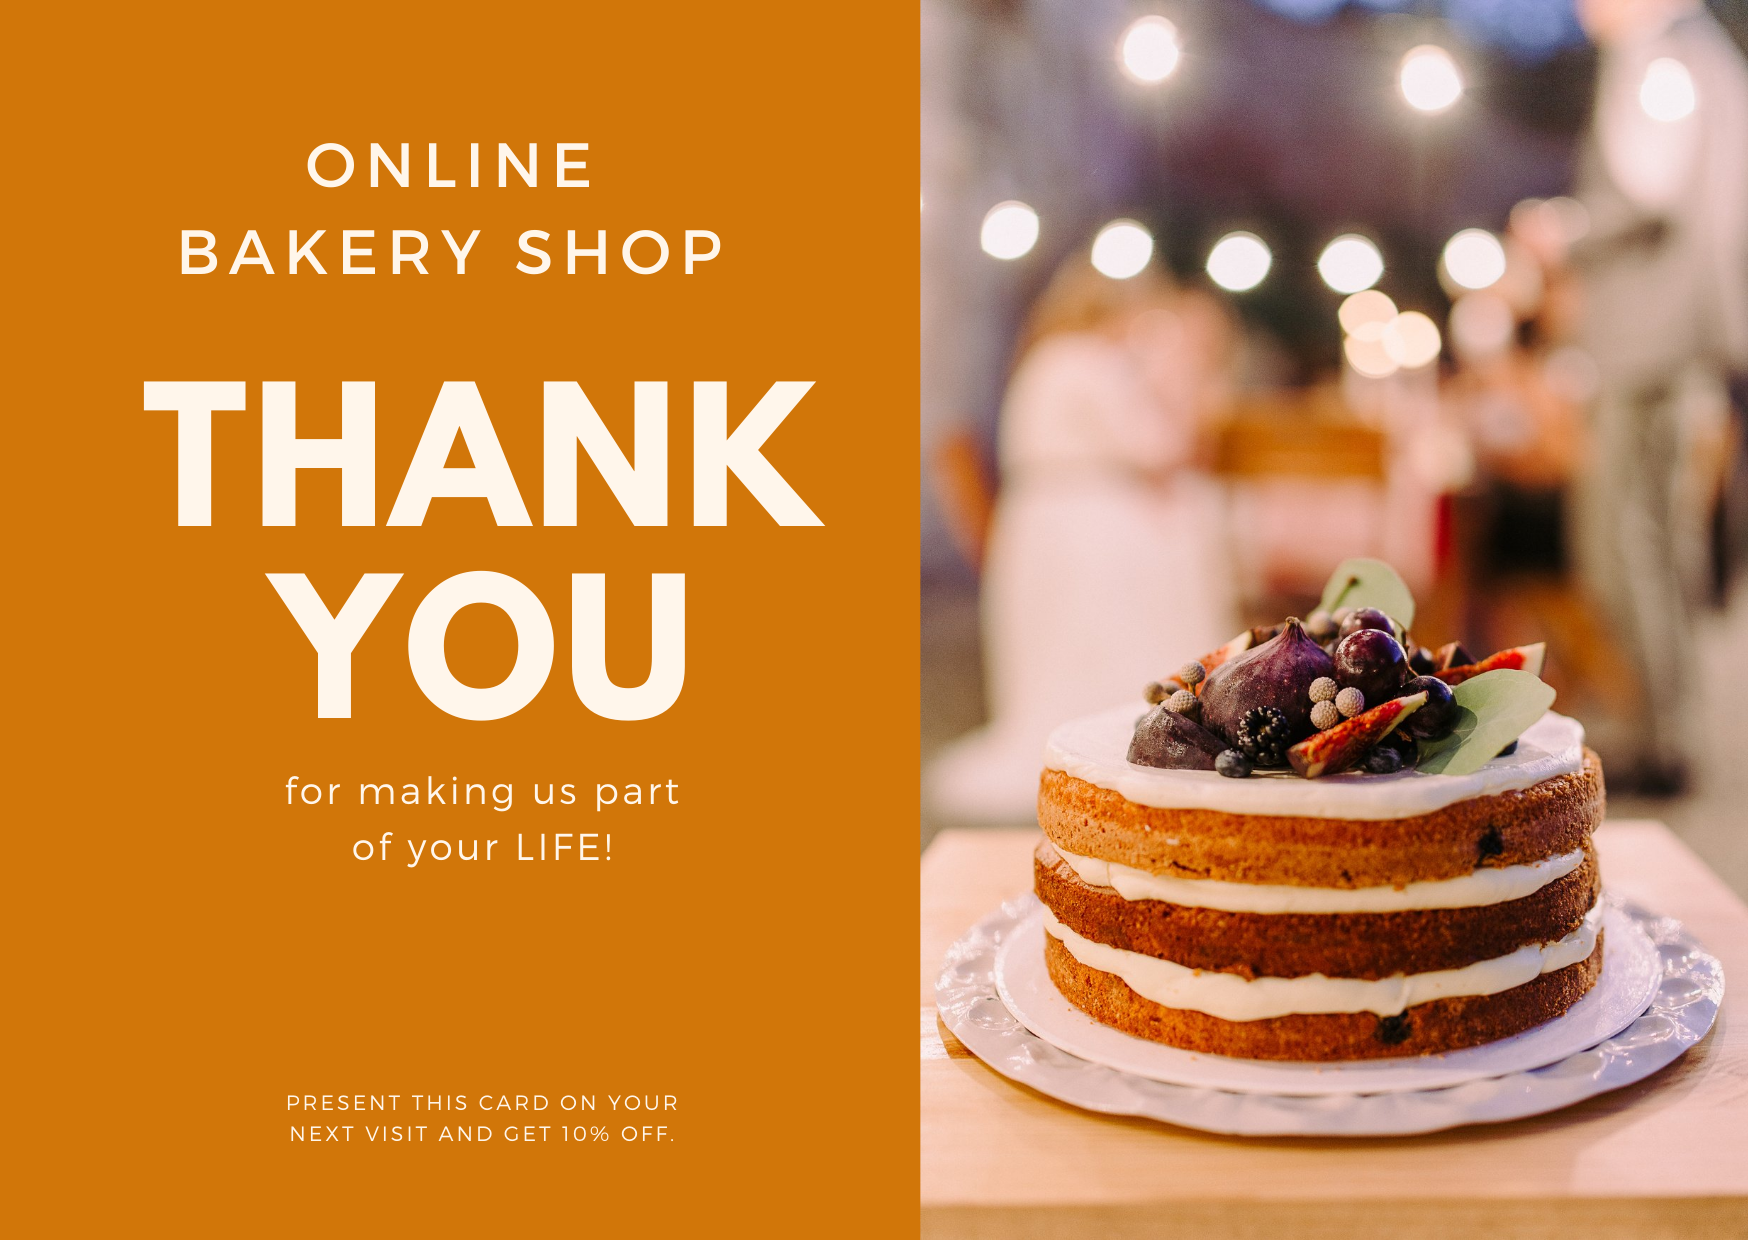 ONLINE
BAKERY SHOP
THANK
YOU
for making us part
of your LIFE!
PRESENT THIS CARD ON YOUR
NEXT VISIT AND GET 10% OFF.